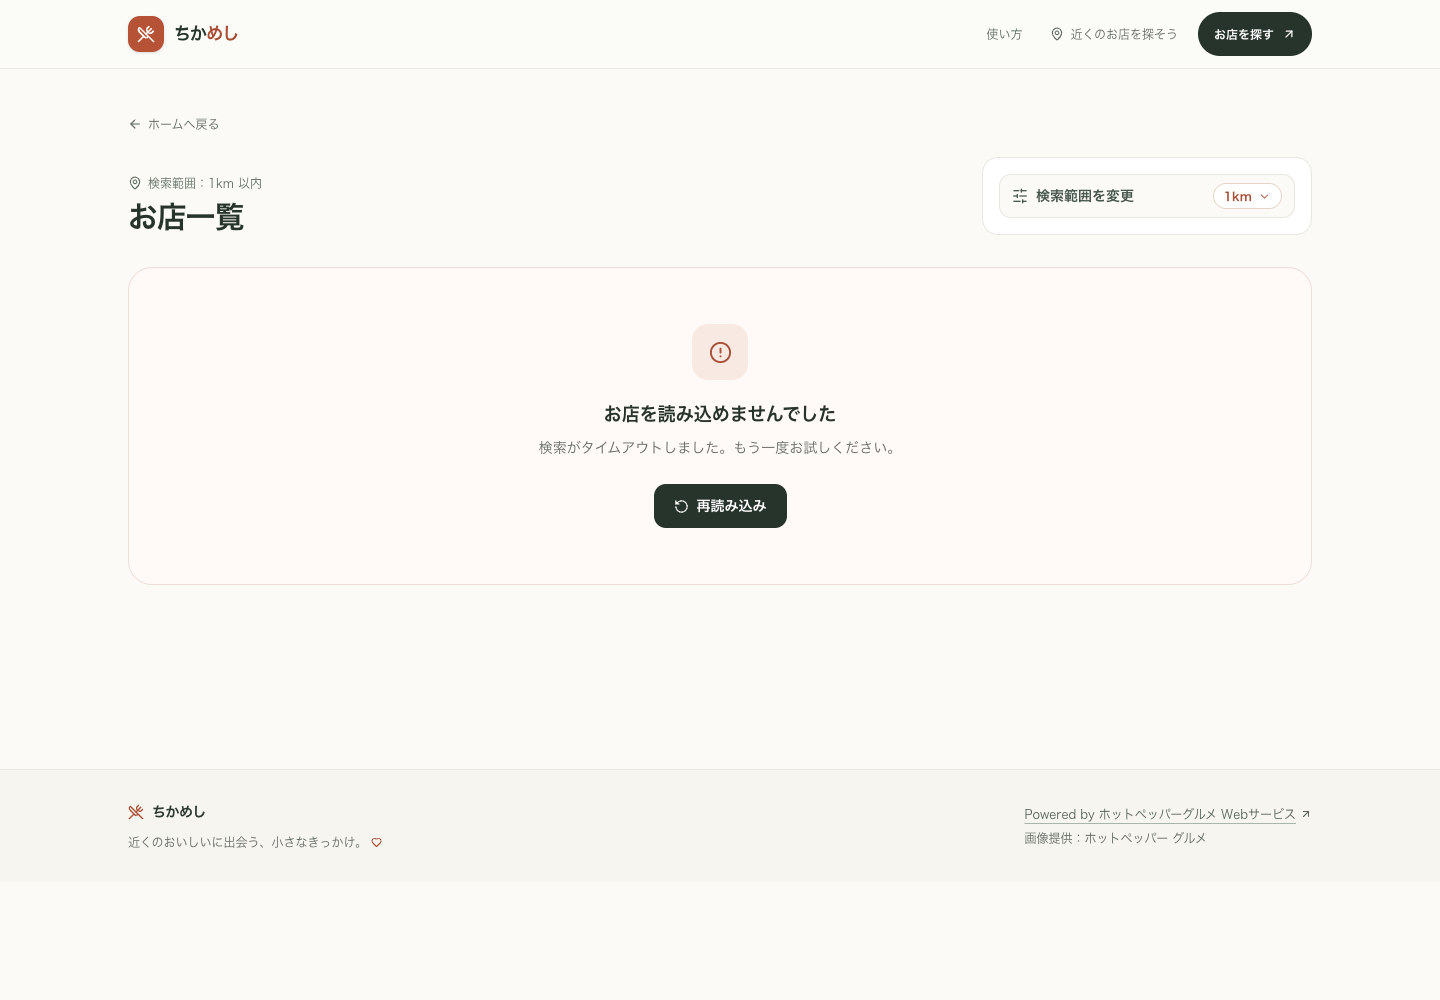 ちかめし
使い方
近くのお店を探そう
お店を探す
ホームへ戻る
検索範囲：1km 以内
お店一覧
検索範囲を変更
1km
お店を読み込めませんでした
検索がタイムアウトしました。もう一度お試しください。
再読み込み
ちかめし
近くのおいしいに出会う、小さなきっかけ。
Powered by ホットペッパーグルメ Webサービス
画像提供：ホットペッパー グルメ